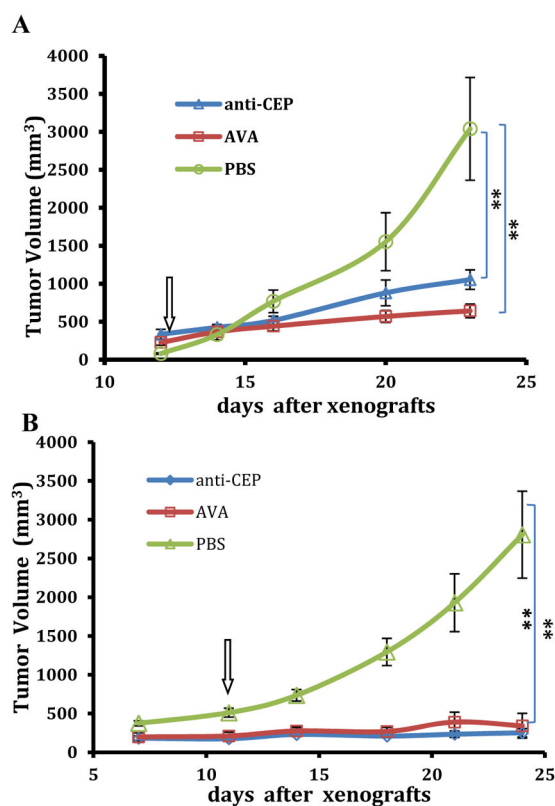 A
Tumor Volume (mm³)
4000
3500
3000
2500
2000
1500
1000
500
0
anti-CEP
AVA
PBS
**
**
10
15
20
25
days after xenografts
B
Tumor Volume (mm³)
4000
3500
3000
2500
2000
1500
1000
500
0
anti-CEP
AVA
PBS
**
**
5
10
15
20
25
days after xenografts